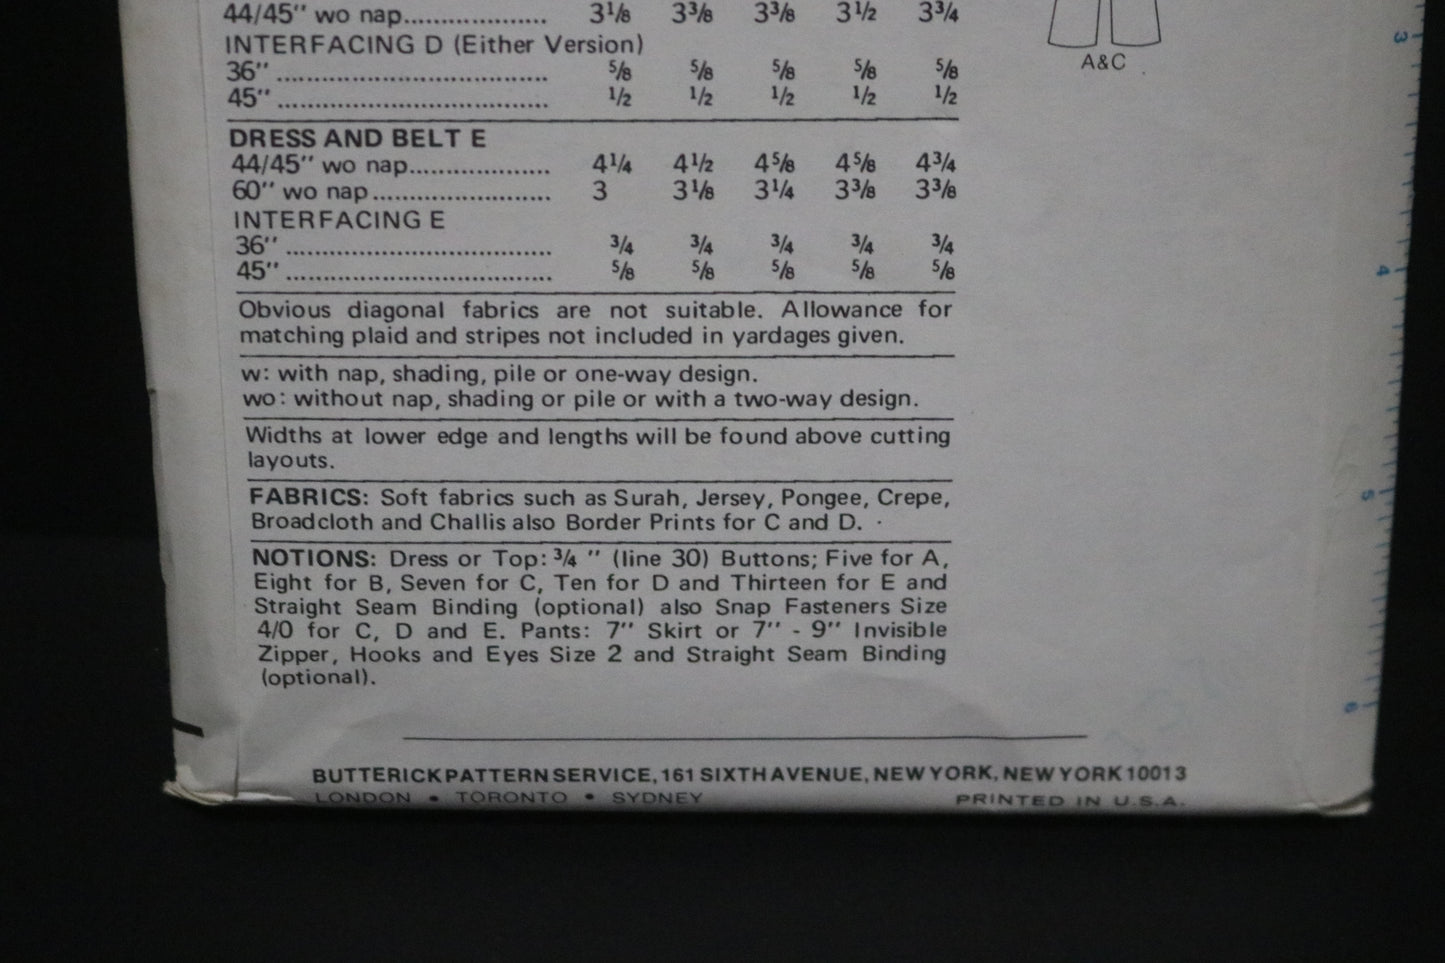 44/45" wo nap................... 3⅛ 3⅜ 3⅜ 3½ 3¾
INTERFACING D (Either Version)
36" .................................... ⅝ ⅝ ⅝ ⅝ ⅝
45" .................................... ½ ½ ½ ½ ½
A&C
DRESS AND BELT E
44/45" wo nap................... 4¼ 4½ 4⅝ 4⅝ 4¾
60" wo nap........................ 3 3⅛ 3¼ 3⅜ 3⅜
INTERFACING E
36" .................................... ¾ ¾ ¾ ¾ ¾
45" .................................... ⅝ ⅝ ⅝ ⅝ ⅝
Obvious diagonal fabrics are not suitable. Allowance for
matching plaid and stripes not included in yardages given.
w: with nap, shading, pile or one-way design.
wo: without nap, shading or pile or with a two-way design.
Widths at lower edge and lengths will be found above cutting
layouts.
FABRICS: Soft fabrics such as Surah, Jersey, Pongee, Crepe,
Broadcloth and Challis also Border Prints for C and D.
NOTIONS: Dress or Top: ¾ " (line 30) Buttons; Five for A,
Eight for B, Seven for C, Ten for D and Thirteen for E and
Straight Seam Binding (optional) also Snap Fasteners Size
4/0 for C, D and E. Pants: 7" Skirt or 7" - 9" Invisible
Zipper, Hooks and Eyes Size 2 and Straight Seam Binding
(optional).
BUTTERICK PATTERN SERVICE, 161 SIXTH AVENUE, NEW YORK, NEW YORK 10013
LONDON • TORONTO • SYDNEY PRINTED IN U.S.A.
3
4
5
6